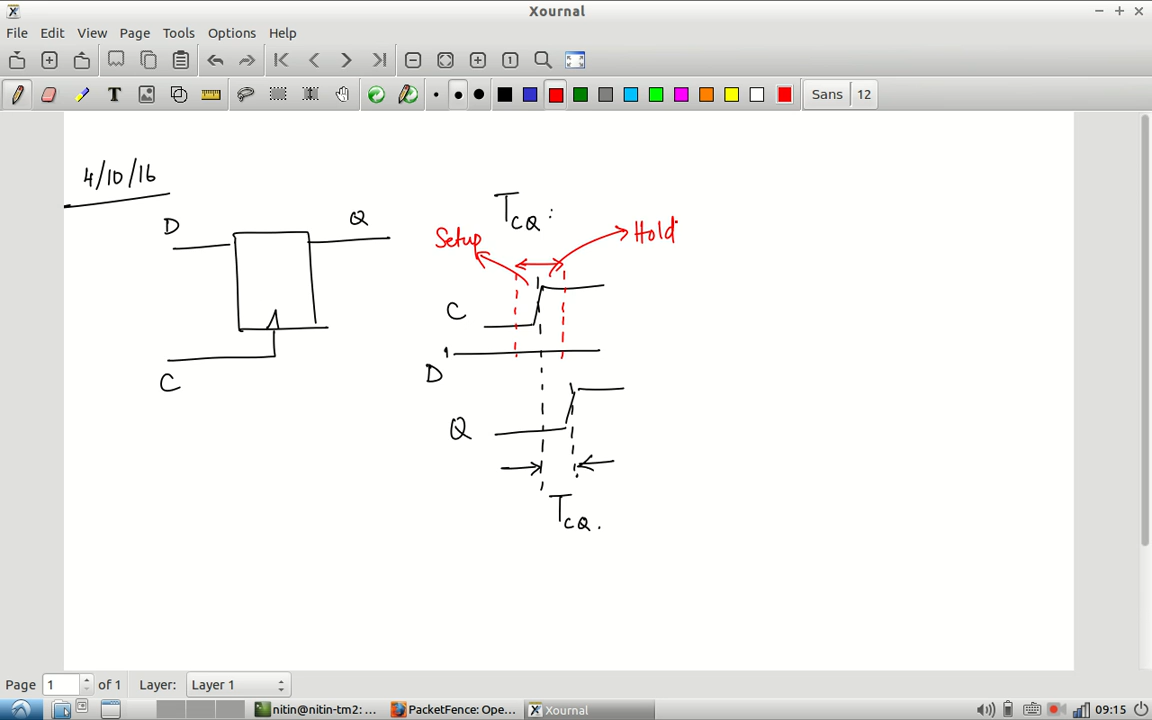 Xournal
File Edit View Page Tools Options Help
Sans 12
4/10/16
D
Q
C
TCQ:
Setup
Hold
C
D
Q
TCQ.
Page 1 of 1 Layer: Layer 1
nitin@nitin-tm2: ... PacketFence: Ope... Xournal 09:15